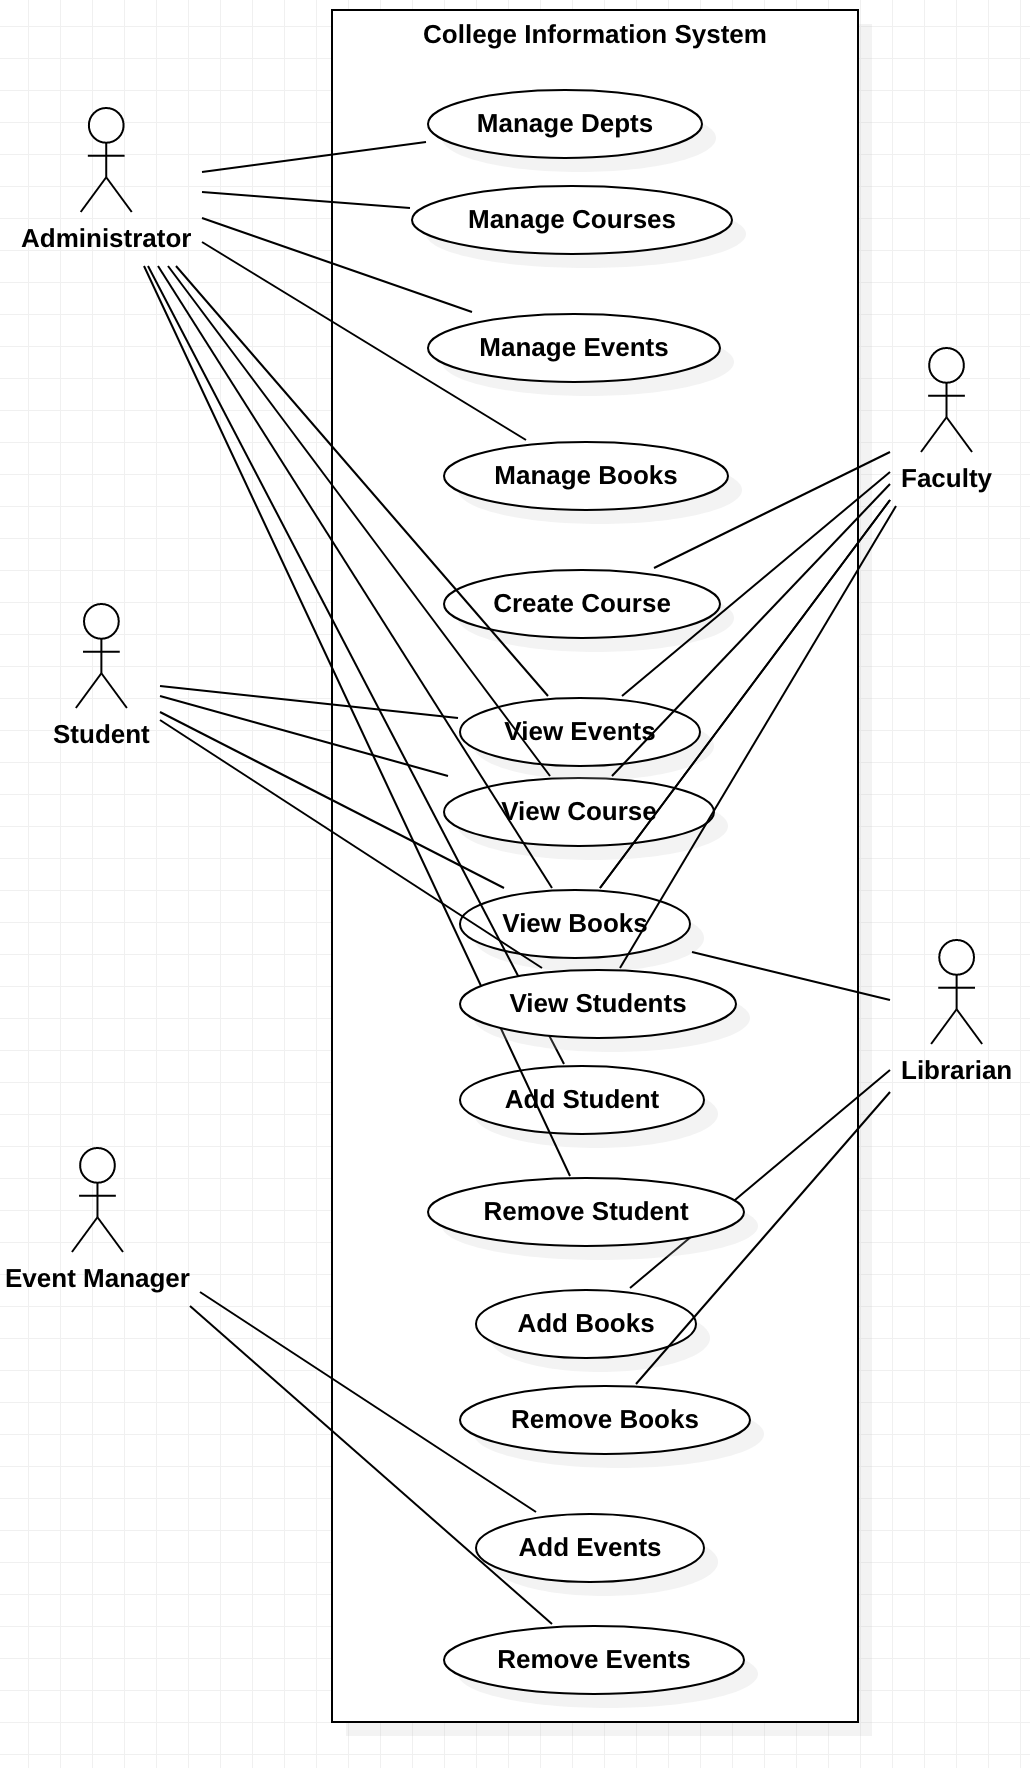 College Information System
Manage Depts
Manage Courses
Administrator
Manage Events
Manage Books
Faculty
Create Course
Student
View Events
View Course
View Books
View Students
Librarian
Add Student
Remove Student
Event Manager
Add Books
Remove Books
Add Events
Remove Events